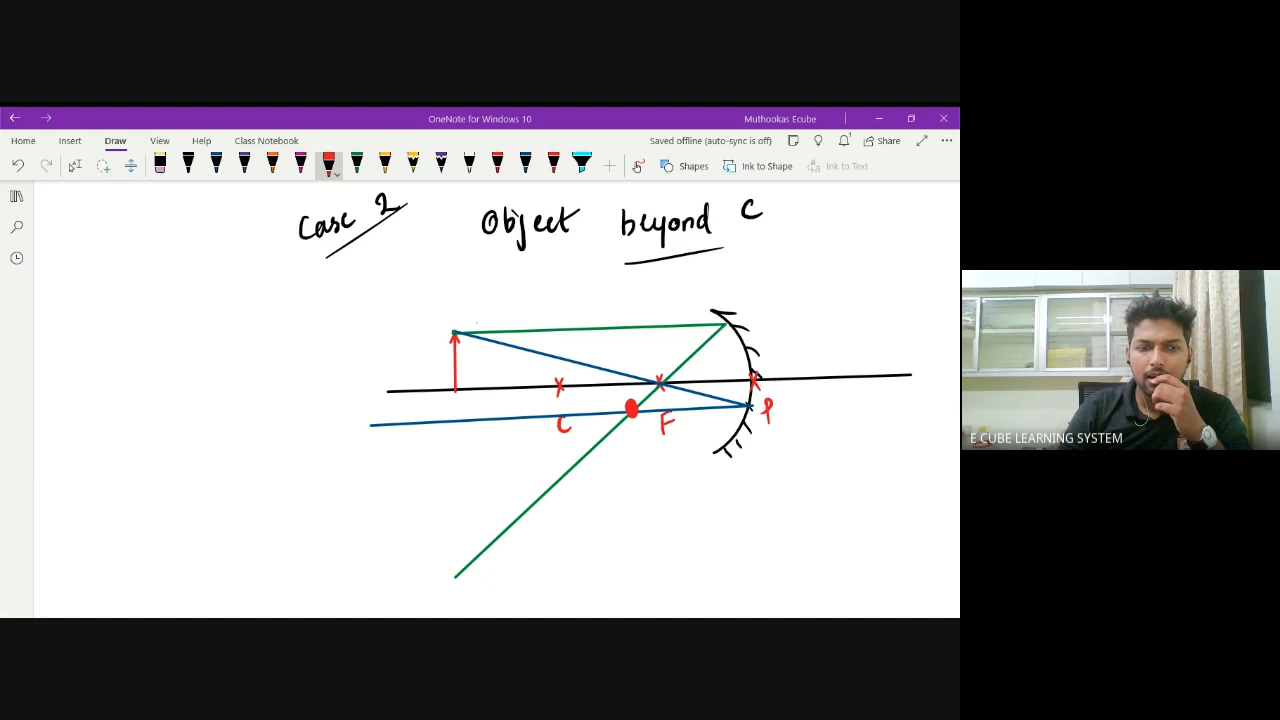 OneNote for Windows 10
Muthookas Ecube
Home Insert Draw View Help Class Notebook
Saved offline (auto-sync is off)
Share
Shapes Ink to Shape Ink to Text
Case 2 Object beyond C
C F P
E CUBE LEARNING SYSTEM